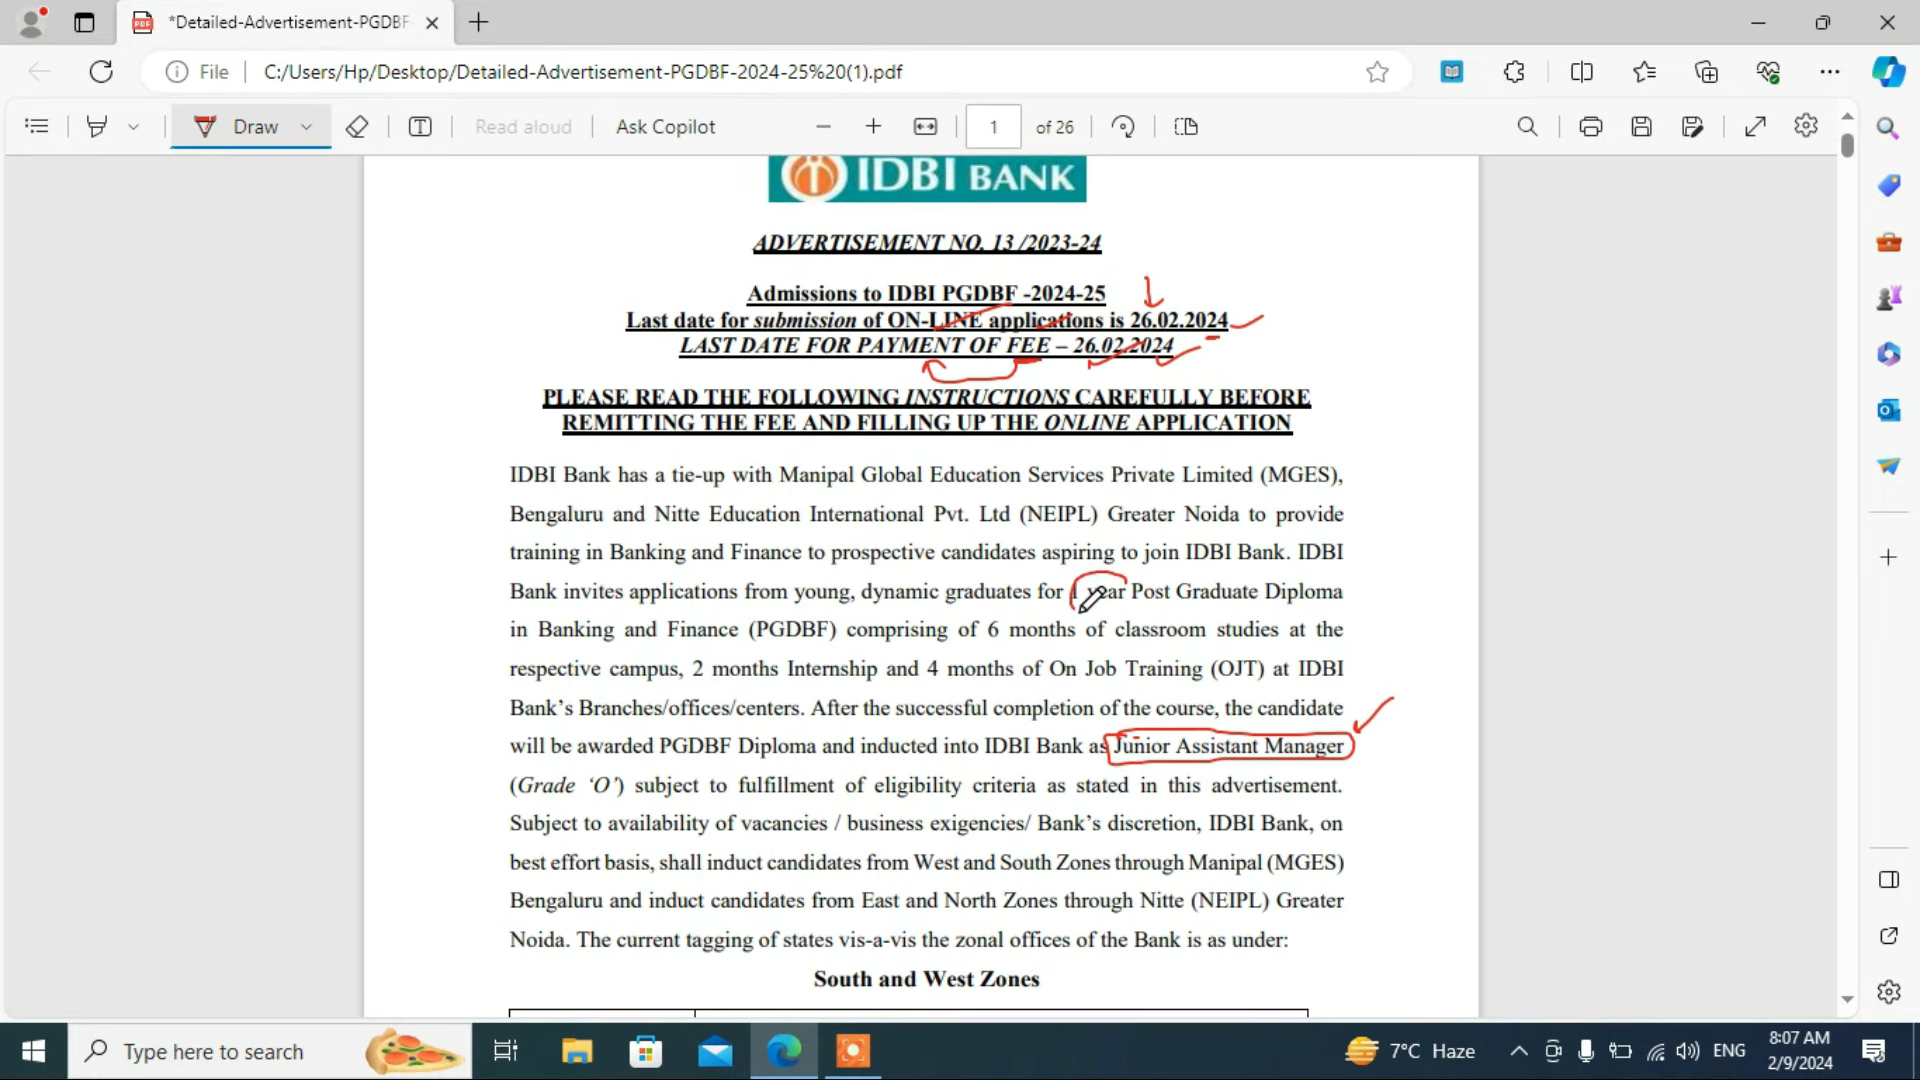 *Detailed-Advertisement-PGDBF-
File
C:/Users/Hp/Desktop/Detailed-Advertisement-PGDBF-2024-25%20(1).pdf
Draw
Read aloud
Ask Copilot
1
of 26
IDBI BANK
ADVERTISEMENT NO. 13 /2023-24
Admissions to IDBI PGDBF -2024-25
Last date for submission of ON-LINE applications is 26.02.2024
LAST DATE FOR PAYMENT OF FEE – 26.02.2024
PLEASE READ THE FOLLOWING INSTRUCTIONS CAREFULLY BEFORE
REMITTING THE FEE AND FILLING UP THE ONLINE APPLICATION
IDBI Bank has a tie-up with Manipal Global Education Services Private Limited (MGES),
Bengaluru and Nitte Education International Pvt. Ltd (NEIPL) Greater Noida to provide
training in Banking and Finance to prospective candidates aspiring to join IDBI Bank. IDBI
Bank invites applications from young, dynamic graduates for 1 year Post Graduate Diploma
in Banking and Finance (PGDBF) comprising of 6 months of classroom studies at the
respective campus, 2 months Internship and 4 months of On Job Training (OJT) at IDBI
Bank's Branches/offices/centers. After the successful completion of the course, the candidate
will be awarded PGDBF Diploma and inducted into IDBI Bank as Junior Assistant Manager
(Grade 'O') subject to fulfillment of eligibility criteria as stated in this advertisement.
Subject to availability of vacancies / business exigencies/ Bank's discretion, IDBI Bank, on
best effort basis, shall induct candidates from West and South Zones through Manipal (MGES)
Bengaluru and induct candidates from East and North Zones through Nitte (NEIPL) Greater
Noida. The current tagging of states vis-a-vis the zonal offices of the Bank is as under:
South and West Zones
Type here to search
7°C Haze
ENG
8:07 AM
2/9/2024